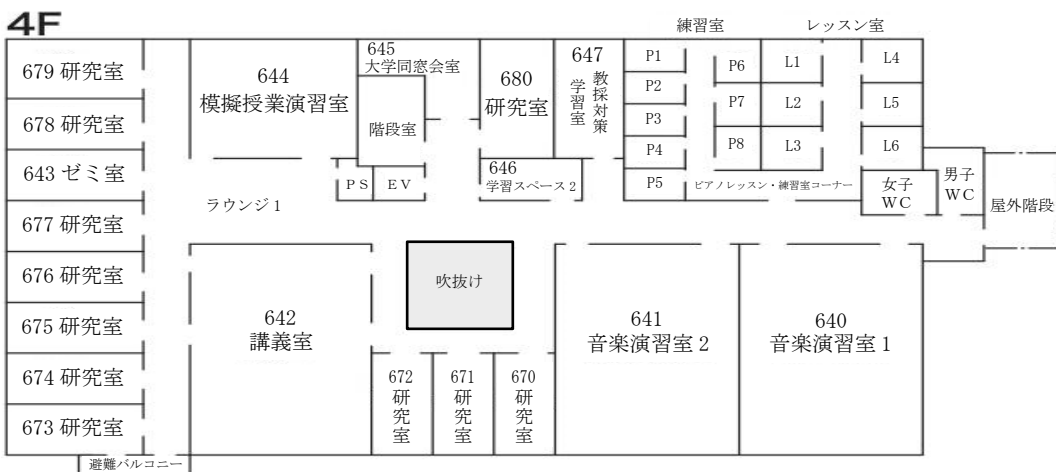 4F
練習室
レッスン室
679 研究室
678 研究室
643 ゼミ室
677 研究室
676 研究室
675 研究室
674 研究室
673 研究室
避難バルコニー
644
模擬授業演習室
645
大学同窓会室
階段室
PS
EV
ラウンジ 1
680
研究室
646
学習スペース 2
647
教採対策
学習室
P1
P2
P3
P4
P5
P6
P7
P8
L1
L2
L3
L4
L5
L6
ピアノレッスン・練習室コーナー
女子
WC
男子
WC
屋外階段
吹抜け
642
講義室
672
研究室
671
研究室
670
研究室
641
音楽演習室 2
640
音楽演習室 1